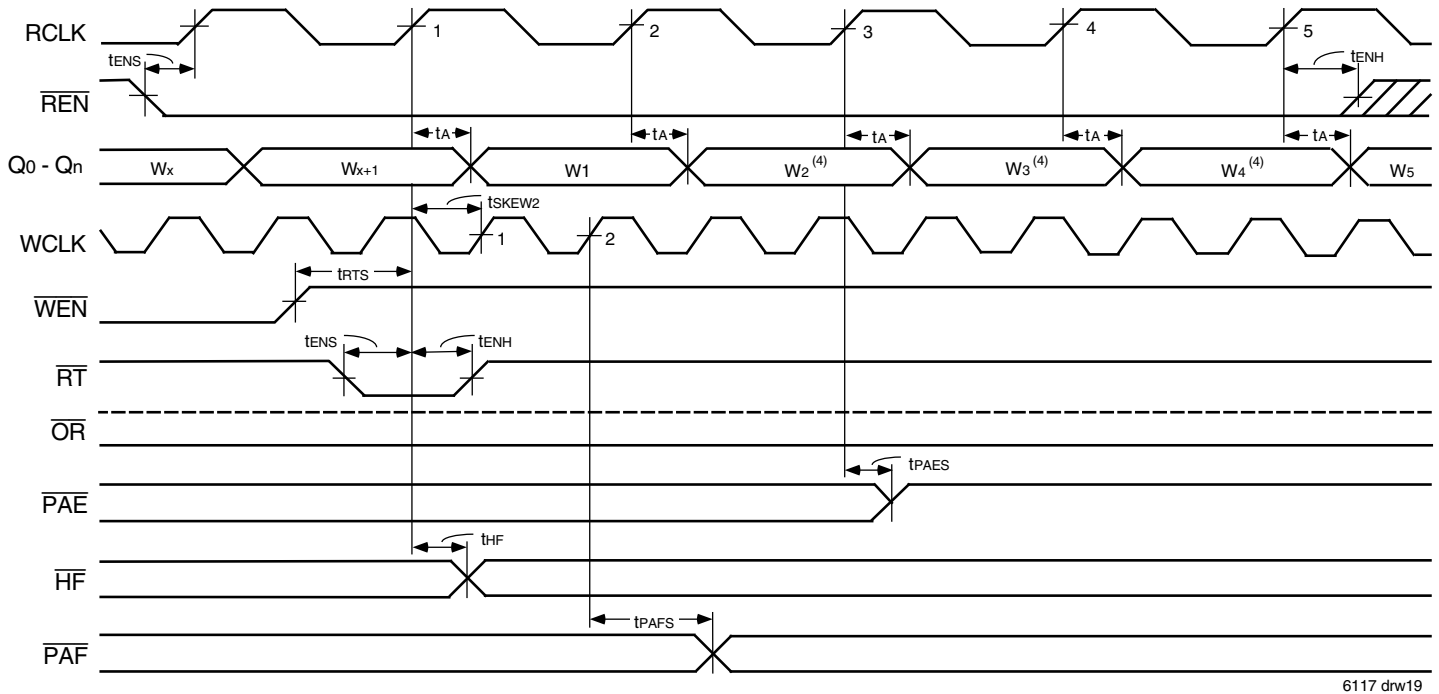 RCLK 1 2 3 4 5
tENS tENH
REN
tA tA tA tA tA
Q0 - Qn Wx Wx+1 W1 W2(4) W3(4) W4(4) W5
tSKEW2
WCLK 1 2
tRTS
WEN
tENS tENH
RT
OR
tPAES
PAE
tHF
HF
tPAFS
PAF
6117 drw19